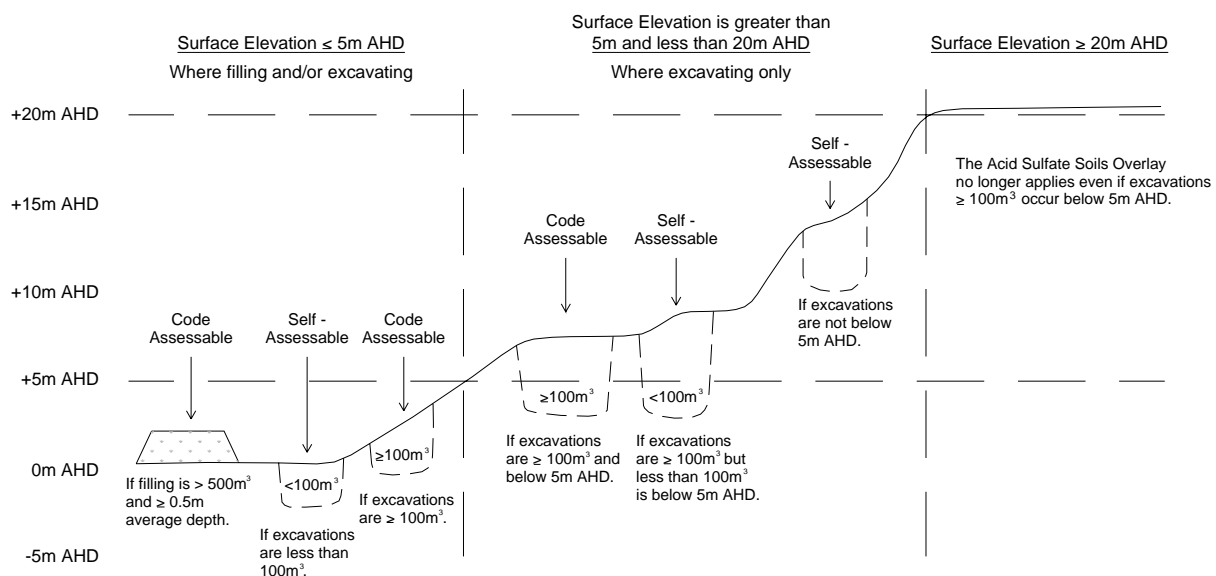 Surface Elevation ≤ 5m AHD
Where filling and/or excavating
Surface Elevation is greater than
5m and less than 20m AHD
Where excavating only
Surface Elevation ≥ 20m AHD
+20m AHD
+15m AHD
+10m AHD
+5m AHD
0m AHD
-5m AHD
Code
Assessable
If filling is > 500m³
and ≥ 0.5m
average depth.
Self -
Assessable
<100m³
If excavations
are less than
100m³.
Code
Assessable
≥100m³
If excavations
are ≥ 100m³.
Code
Assessable
≥100m³
If excavations
are ≥ 100m³ and
below 5m AHD.
Self -
Assessable
<100m³
If excavations
are ≥ 100m³ but
less than 100m³
is below 5m AHD.
Self -
Assessable
If excavations
are not below
5m AHD.
The Acid Sulfate Soils Overlay
no longer applies even if excavations
≥ 100m³ occur below 5m AHD.